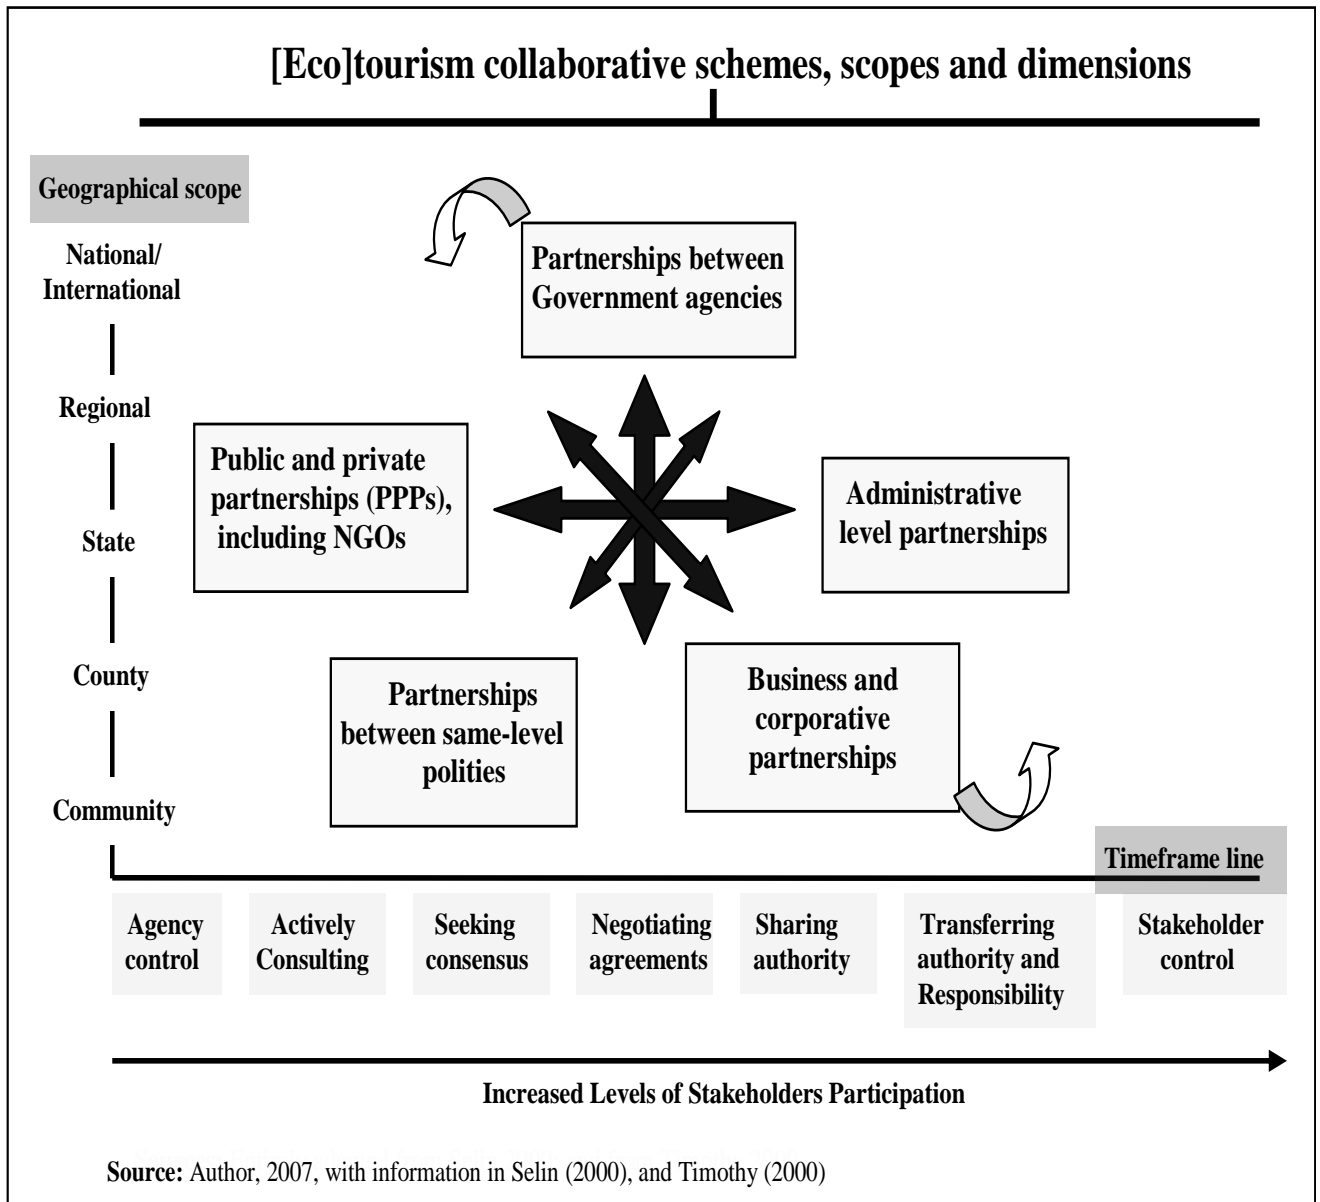 [Eco]tourism collaborative schemes, scopes and dimensions
Geographical scope
National/
International
Regional
State
County
Community
Partnerships between
Government agencies
Public and private
partnerships (PPPs),
including NGOs
Administrative
level partnerships
Partnerships
between same-level
polities
Business and
corporative
partnerships
Timeframe line
Agency
control
Actively
Consulting
Seeking
consensus
Negotiating
agreements
Sharing
authority
Transferring
authority and
Responsibility
Stakeholder
control
Increased Levels of Stakeholders Participation
Source: Author, 2007, with information in Selin (2000), and Timothy (2000)